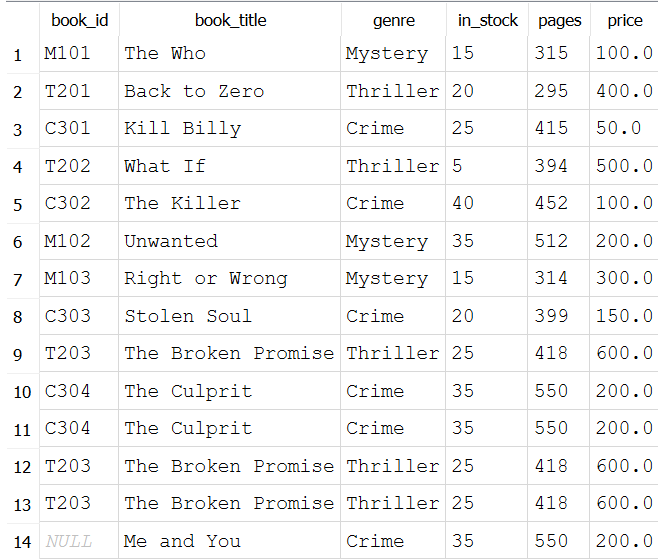 book_id book_title genre in_stock pages price
1 M101 The Who Mystery 15 315 100.0
2 T201 Back to Zero Thriller 20 295 400.0
3 C301 Kill Billy Crime 25 415 50.0
4 T202 What If Thriller 5 394 500.0
5 C302 The Killer Crime 40 452 100.0
6 M102 Unwanted Mystery 35 512 200.0
7 M103 Right or Wrong Mystery 15 314 300.0
8 C303 Stolen Soul Crime 20 399 150.0
9 T203 The Broken Promise Thriller 25 418 600.0
10 C304 The Culprit Crime 35 550 200.0
11 C304 The Culprit Crime 35 550 200.0
12 T203 The Broken Promise Thriller 25 418 600.0
13 T203 The Broken Promise Thriller 25 418 600.0
14 NULL Me and You Crime 35 550 200.0